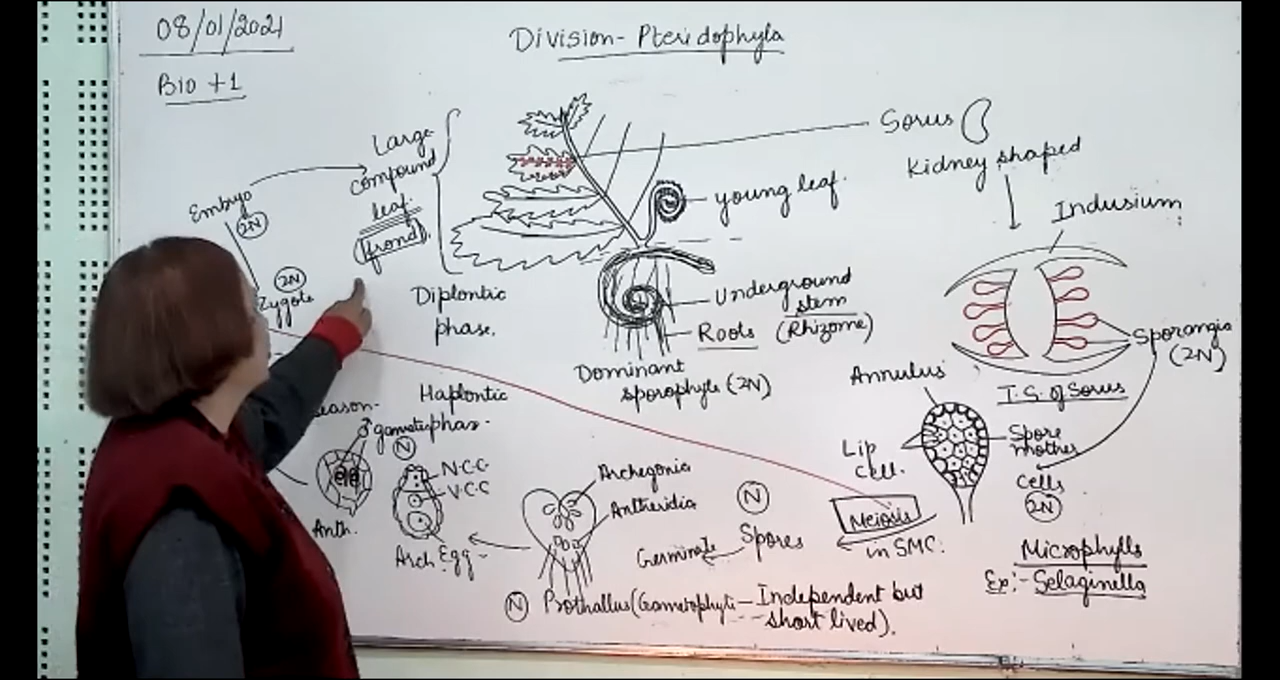 08/01/2021
Bio +1
Division- Pteridophyta
Large
compound
leaf.
(frond).
Sorus
Kidney shaped
Indusium
Embryo
2N
young leaf.
2N
Zygote
Diplontic
phase.
Underground
stem
Roots (Rhizome)
Sporangia
(2N)
Dominant
sporophyte (2N)
T.S. of Sorus
Annulus
Haplontic
phas-
♂ gamete
N
N.C.C
V.C.C
Anth.
Arch
Egg-
Archegonia
Antheridia
Lip
Cell.
Spore
mother
Cells
2N
N
Spores
Germinate
Meiosis
in SMC.
Microphylls
Ex:- Selaginella
N Prothallus (Gametophyti- Independent but
short lived).